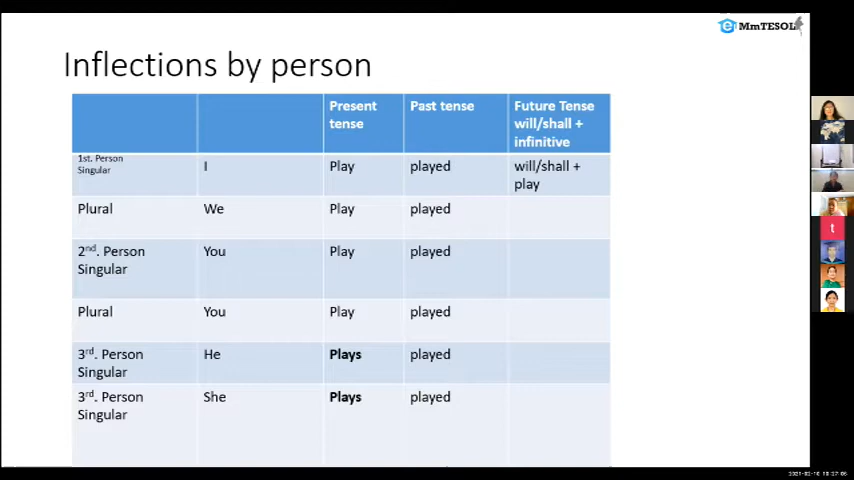 MmTESOL
Inflections by person
Present tense
Past tense
Future Tense will/shall + infinitive
1st. Person Singular
I
Play
played
will/shall + play
Plural
We
Play
played
2nd. Person Singular
You
Play
played
Plural
You
Play
played
3rd. Person Singular
He
Plays
played
3rd. Person Singular
She
Plays
played
t